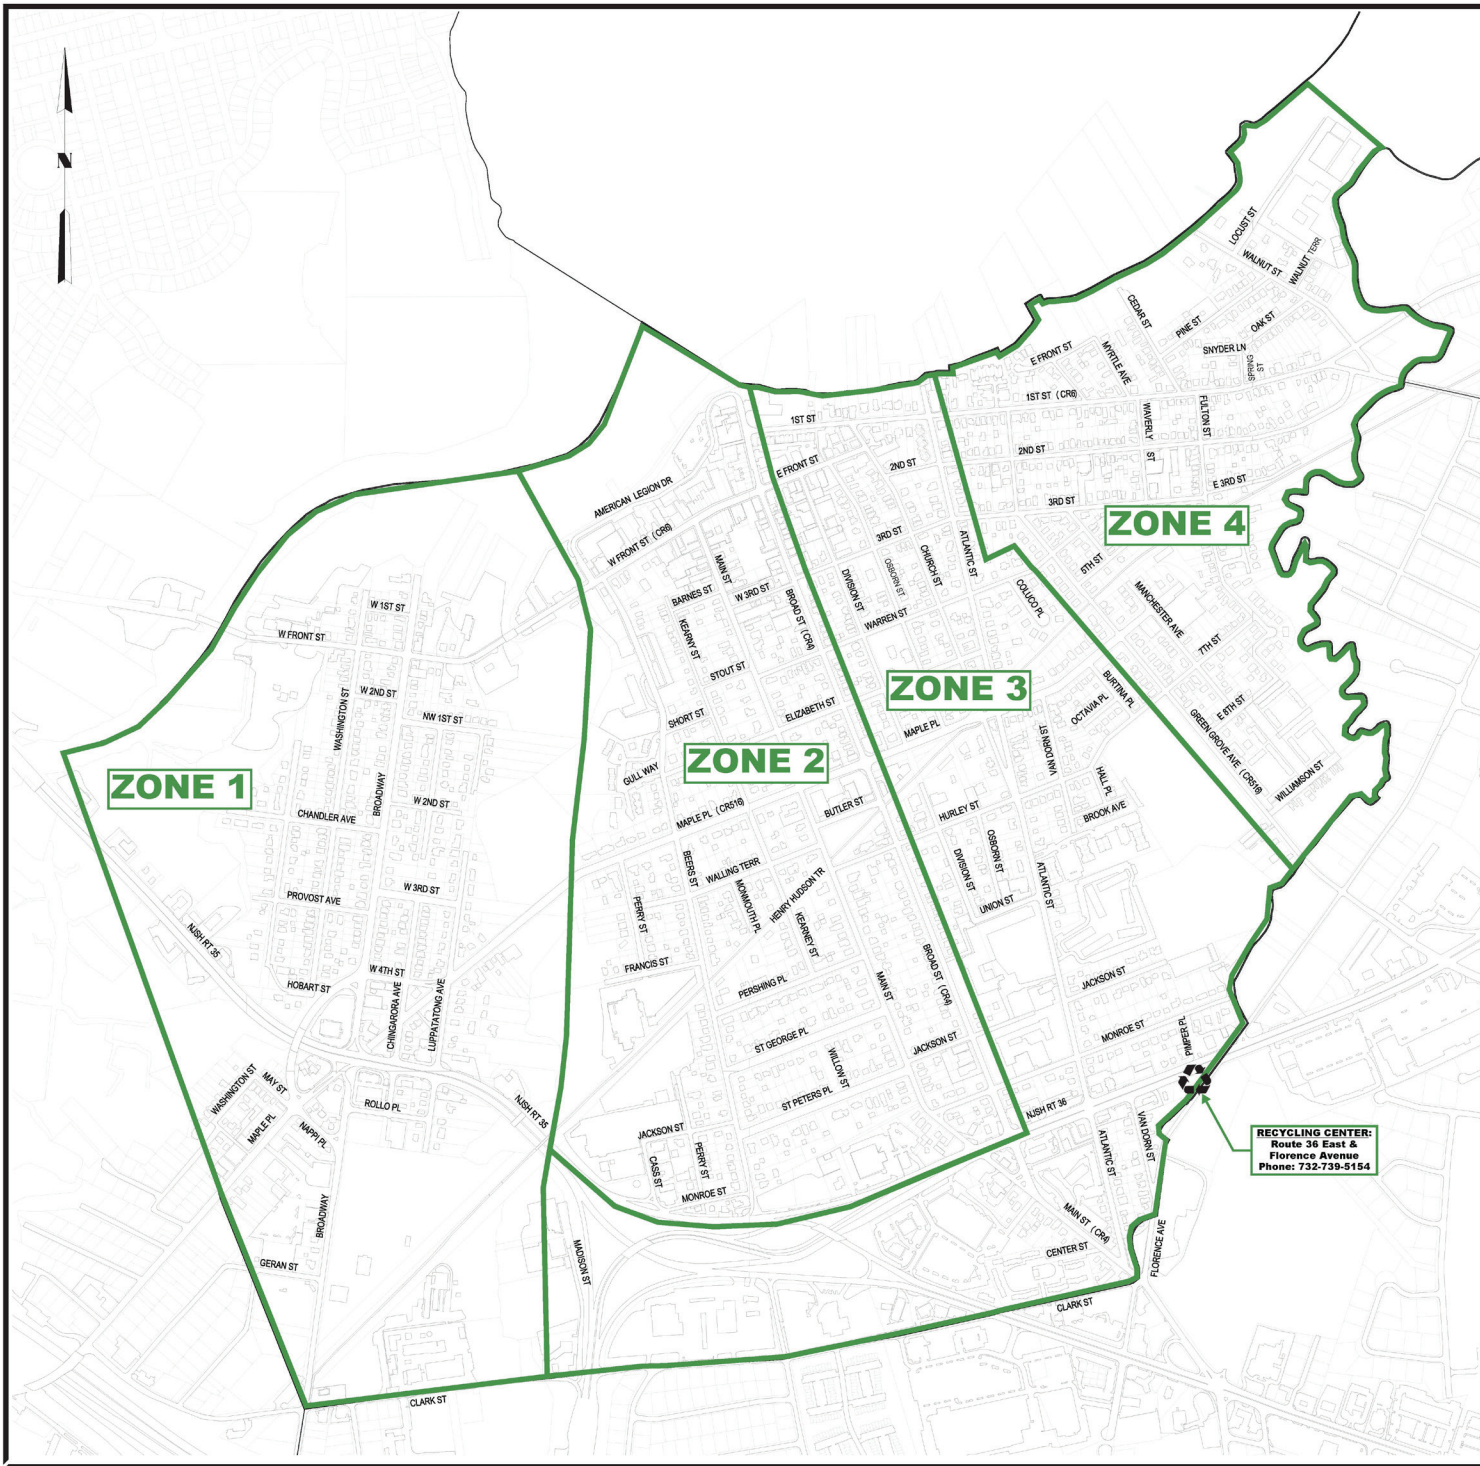 N
LOCUST ST
WALNUT ST
WALNUT TERR
CEDAR ST
PINE ST
OAK ST
SNYDER LN
SPRING
ST
E FRONT ST
MYRTLE AVE
1ST ST (CR6)
WAVERLY
ST
FULTON ST
2ND ST
E 3RD ST
3RD ST
ZONE 4
5TH ST
MANCHESTER AVE
7TH ST
E 8TH ST
GREEN GROVE AVE (CR516)
WILLIAMSON ST
1ST ST
E FRONT ST
2ND ST
3RD ST
CHURCH ST
ATLANTIC ST
OSBORN ST
DIVISION ST
WARREN ST
COLUCO PL
ZONE 3
BURTINA PL
OCTAVIA PL
MAPLE PL
VAN DORN ST
HALL PL
BROOK AVE
HURLEY ST
OSBORN ST
DIVISION ST
UNION ST
ATLANTIC ST
JACKSON ST
MONROE ST
PIMPER PL
NJSH RT 36
ATLANTIC ST
VAN DORN ST
MAIN ST (CR4)
CENTER ST
FLORENCE AVE
CLARK ST
MADISON ST
RECYCLING CENTER:
Route 36 East &
Florence Avenue
Phone: 732-739-5154
AMERICAN LEGION DR
W FRONT ST (CR6)
MAIN ST
BARNES ST
W 3RD ST
BROAD ST (CR4)
KEARNY ST
STOUT ST
SHORT ST
ELIZABETH ST
ZONE 2
GULL WAY
MAPLE PL (CR516)
BUTLER ST
BEERS ST
WALLING TERR
MONMOUTH PL
HENRY HUDSON TR
PERRY ST
KEARNEY ST
FRANCIS ST
PERSHING PL
MAIN ST
BROAD ST (CR4)
ST GEORGE PL
JACKSON ST
WILLOW ST
ST PETERS PL
JACKSON ST
CASS ST
PERRY ST
MONROE ST
W 1ST ST
W FRONT ST
W 2ND ST
WASHINGTON ST
NW 1ST ST
ZONE 1
BROADWAY
W 2ND ST
CHANDLER AVE
W 3RD ST
PROVOST AVE
NJSH RT 35
W 4TH ST
HOBART ST
CHINGARORA AVE
LUPPATATONG AVE
WASHINGTON ST
MAY ST
MAPLE PL
NAPPI PL
ROLLO PL
NJSH RT 35
BROADWAY
GERAN ST
CLARK ST